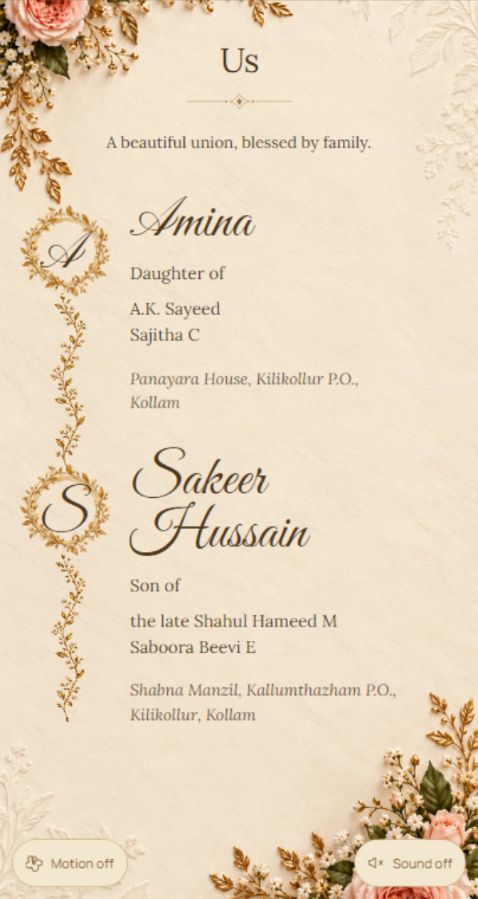 Us
A beautiful union, blessed by family.
A
Amina
Daughter of
A.K. Sayeed
Sajitha C
Panayara House, Kilikollur P.O.,
Kollam
S
Sakeer
Hussain
Son of
the late Shahul Hameed M
Saboora Beevi E
Shabna Manzil, Kallumthazham P.O.,
Kilikollur, Kollam
Motion off
Sound off